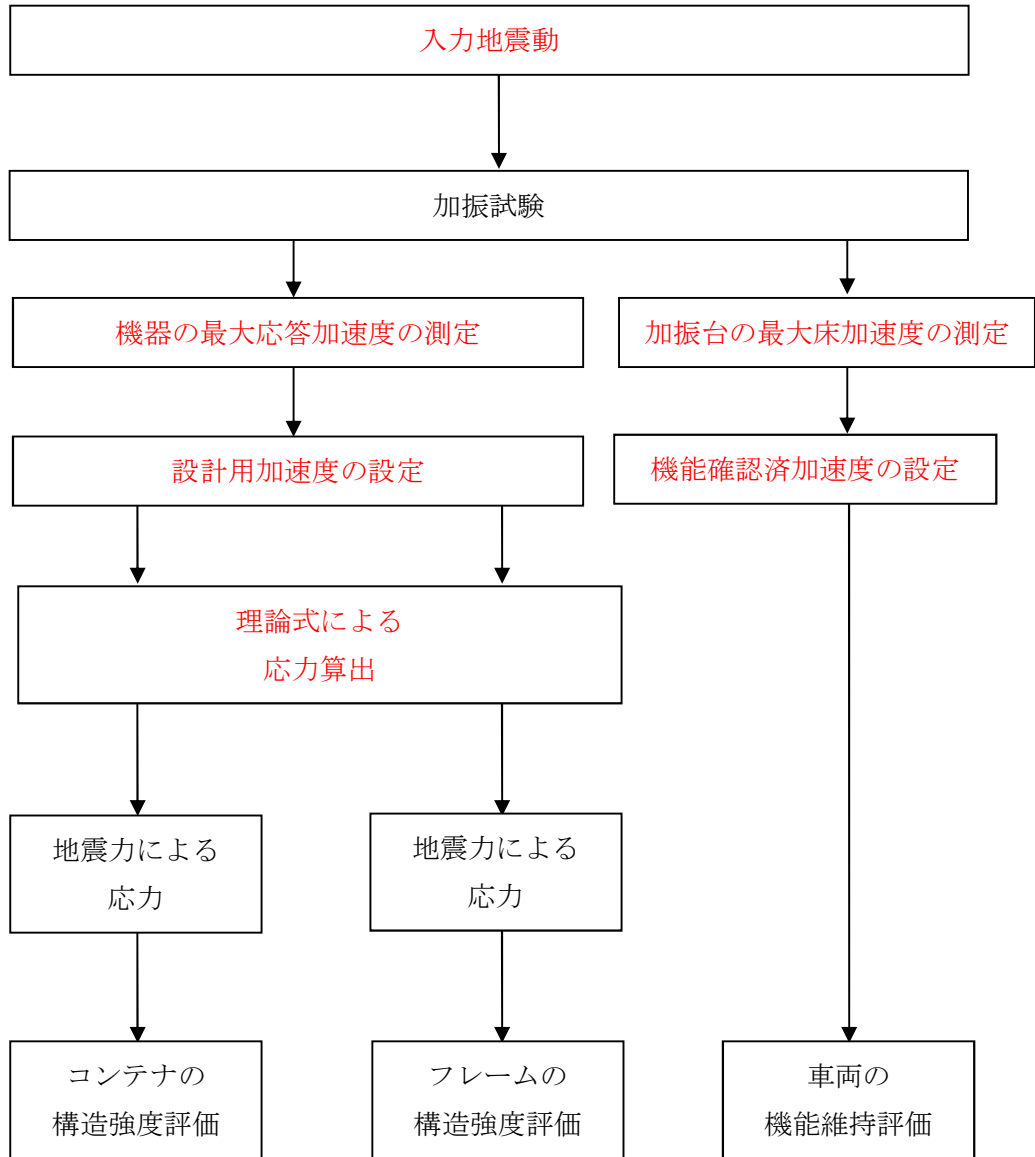 入力地震動
加振試験
機器の最大応答加速度の測定
加振台の最大床加速度の測定
設計用加速度の設定
機能確認済加速度の設定
理論式による
応力算出
地震力による
応力
地震力による
応力
コンテナの
構造強度評価
フレームの
構造強度評価
車両の
機能維持評価